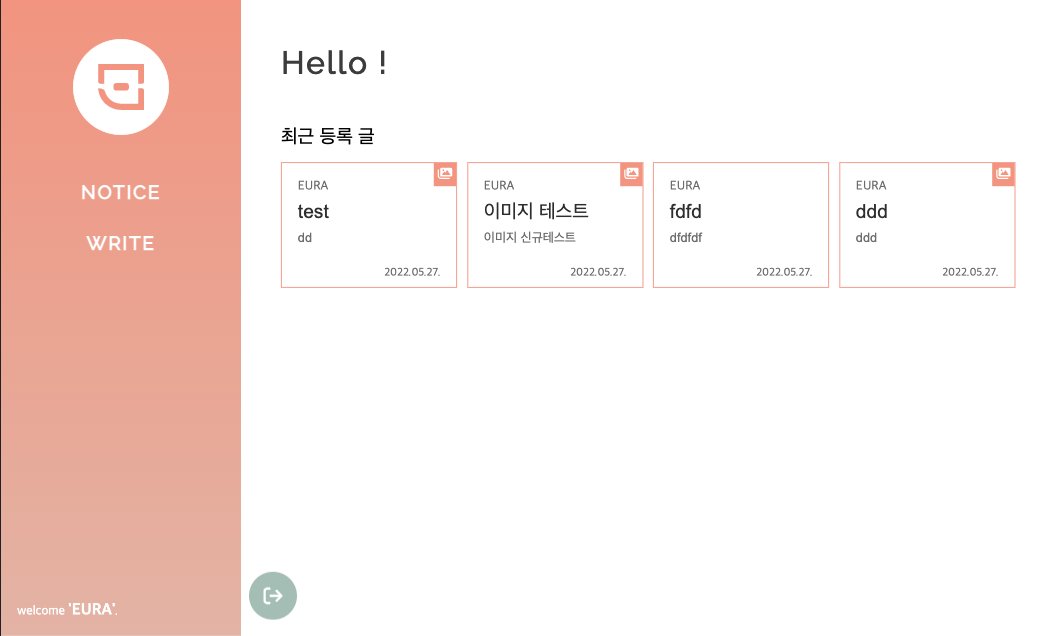 NOTICE
WRITE
welcome 'EURA'.
Hello !
최근 등록 글
EURA
test
dd
2022.05.27.
EURA
이미지 테스트
이미지 신규테스트
2022.05.27.
EURA
fdfd
dfdfdf
2022.05.27.
EURA
ddd
ddd
2022.05.27.